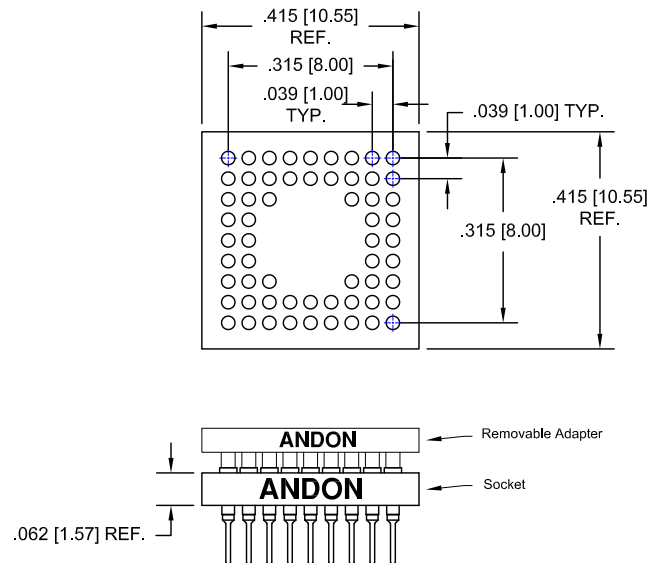 .415 [10.55]
REF.
.315 [8.00]
.039 [1.00]
TYP.
.039 [1.00] TYP.
.415 [10.55]
REF.
.315 [8.00]
ANDON
Removable Adapter
ANDON
Socket
.062 [1.57] REF.